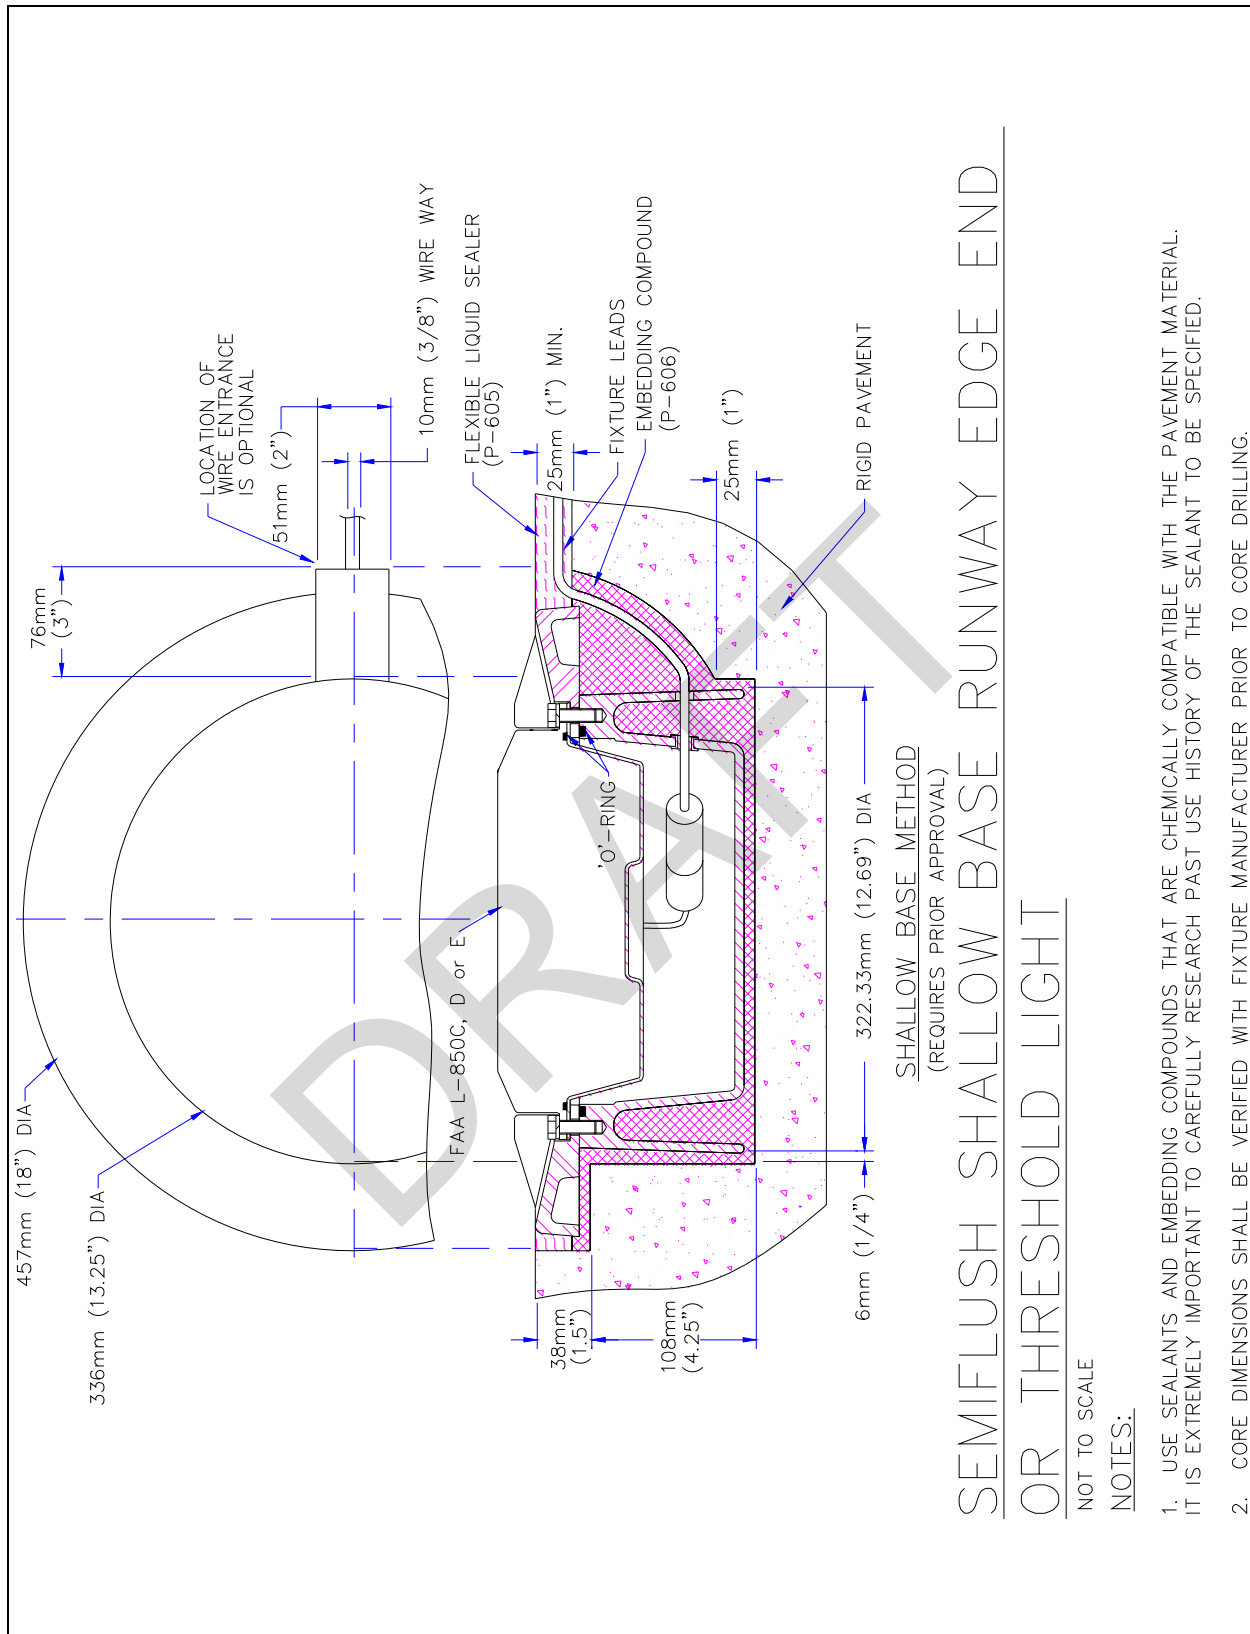 457mm (18") DIA
336mm (13.25") DIA
76mm
(3")
LOCATION OF
WIRE ENTRANCE
IS OPTIONAL
51mm (2")
10mm (3/8") WIRE WAY
FLEXIBLE LIQUID SEALER
(P-605)
25mm (1") MIN.
FIXTURE LEADS
EMBEDDING COMPOUND
(P-606)
25mm (1")
RIGID PAVEMENT
FAA L-850C, D or E
'O'-RING
38mm
(1.5")
108mm
(4.25")
6mm (1/4")
322.33mm (12.69") DIA
DRAFT
SHALLOW BASE METHOD
(REQUIRES PRIOR APPROVAL)
SEMIFLUSH SHALLOW BASE RUNWAY EDGE END
OR THRESHOLD LIGHT
NOT TO SCALE
NOTES:
1. USE SEALANTS AND EMBEDDING COMPOUNDS THAT ARE CHEMICALLY COMPATIBLE WITH THE PAVEMENT MATERIAL.
IT IS EXTREMELY IMPORTANT TO CAREFULLY RESEARCH PAST USE HISTORY OF THE SEALANT TO BE SPECIFIED.
2. CORE DIMENSIONS SHALL BE VERIFIED WITH FIXTURE MANUFACTURER PRIOR TO CORE DRILLING.